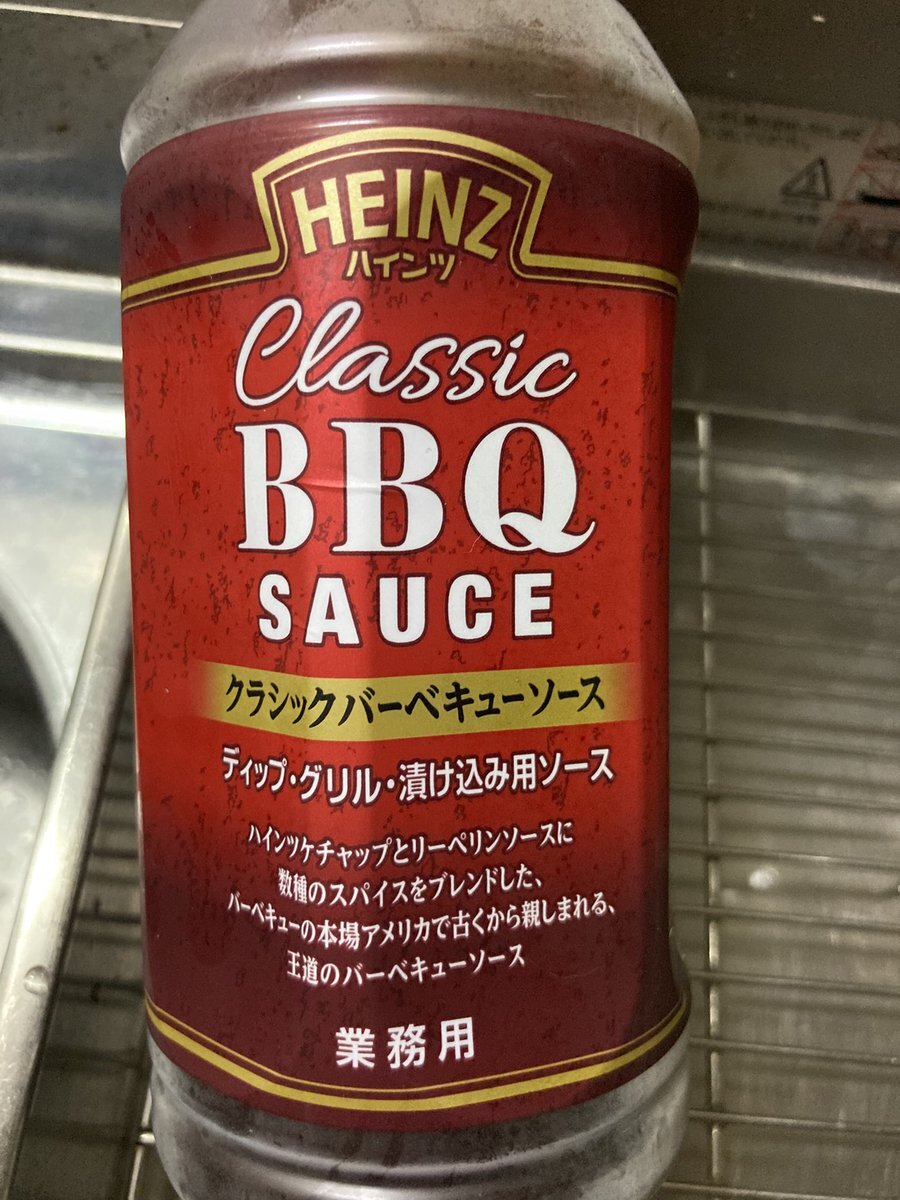 HEINZ
ハインツ
Classic
BBQ
SAUCE
クラシックバーベキューソース
ディップ・グリル・漬け込み用ソース
ハインツケチャップとリーペリンソースに
数種のスパイスをブレンドした、
バーベキューの本場アメリカで古くから親しまれる、
王道のバーベキューソース
業務用